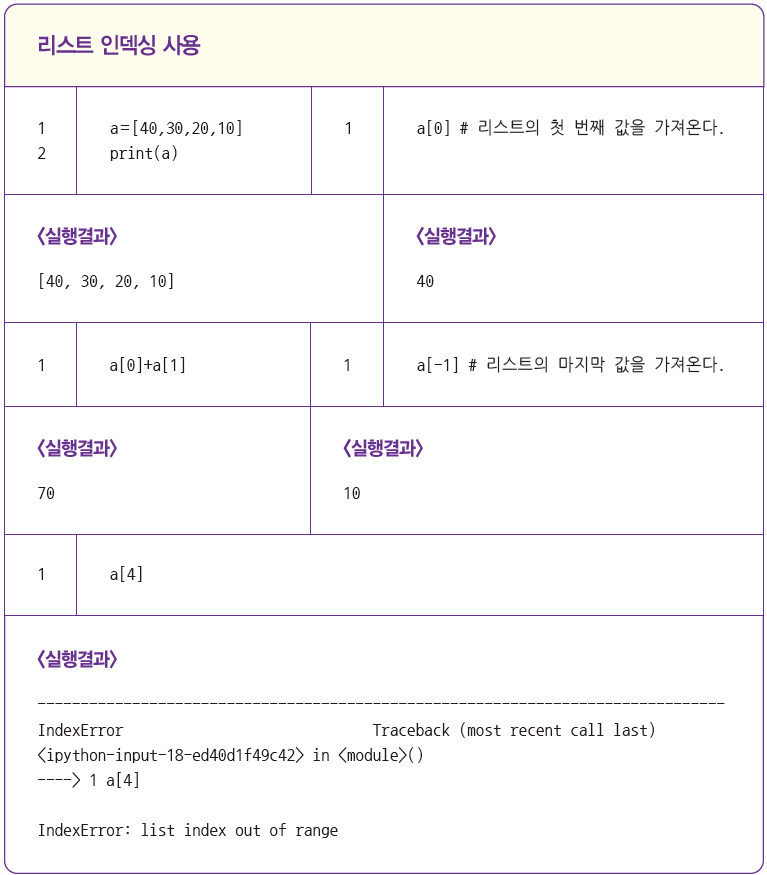 리스트 인덱싱 사용
1 a=[40,30,20,10]
2 print(a)
1 a[0] # 리스트의 첫 번째 값을 가져온다.
<실행결과>
[40, 30, 20, 10]
<실행결과>
40
1 a[0]+a[1]
1 a[-1] # 리스트의 마지막 값을 가져온다.
<실행결과>
70
<실행결과>
10
1 a[4]
<실행결과>
--------------------------------------------------------------------------------
IndexError                             Traceback (most recent call last)
<ipython-input-18-ed40d1f49c42> in <module>()
----> 1 a[4]
IndexError: list index out of range